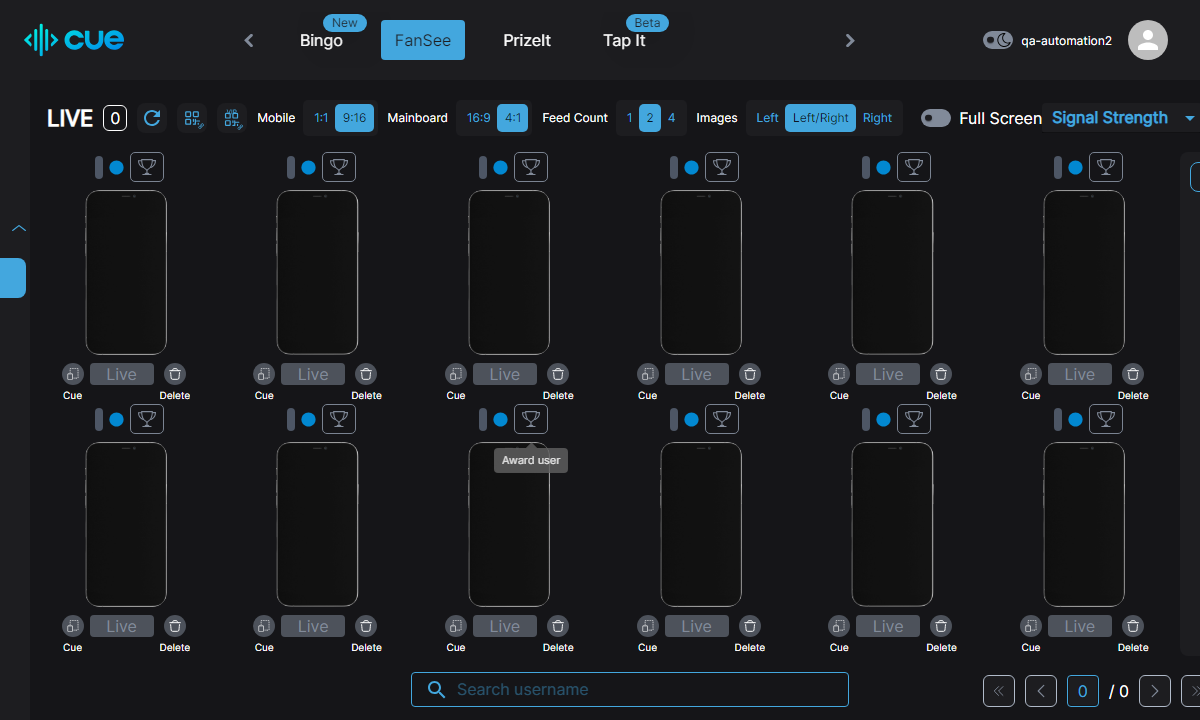 cue
New
Beta
Bingo FanSee PrizeIt Tap It
qa-automation2
LIVE 0 Mobile 1:1 9:16 Mainboard 16:9 4:1 Feed Count 1 2 4 Images Left Left/Right Right Full Screen Signal Strength
Live Live Live Live Live Live
Cue Delete Cue Delete Cue Delete Cue Delete Cue Delete Cue Delete
Award user
Live Live Live Live Live Live
Cue Delete Cue Delete Cue Delete Cue Delete Cue Delete Cue Delete
Search username
0 / 0